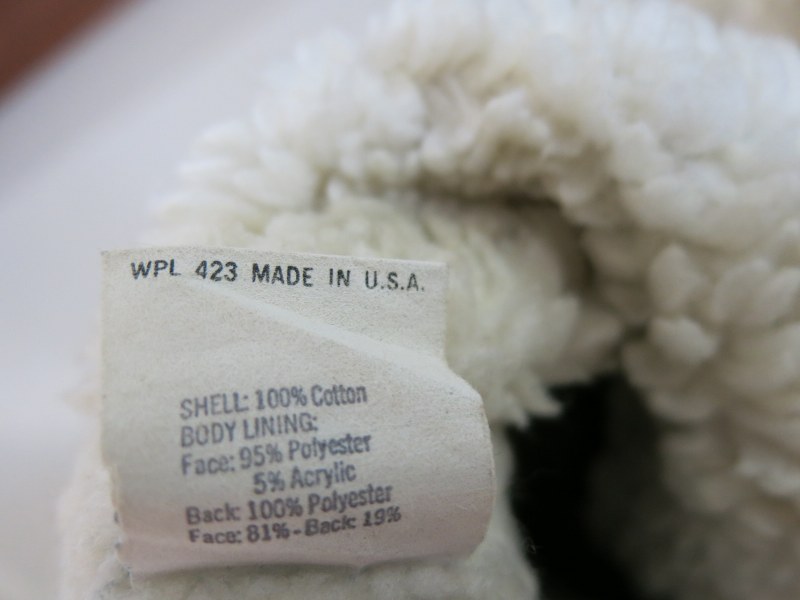 WPL 423 MADE IN U.S.A.
SHELL: 100% Cotton
BODY LINING:
Face: 95% Polyester
5% Acrylic
Back: 100% Polyester
Face: 81% - Back: 19%